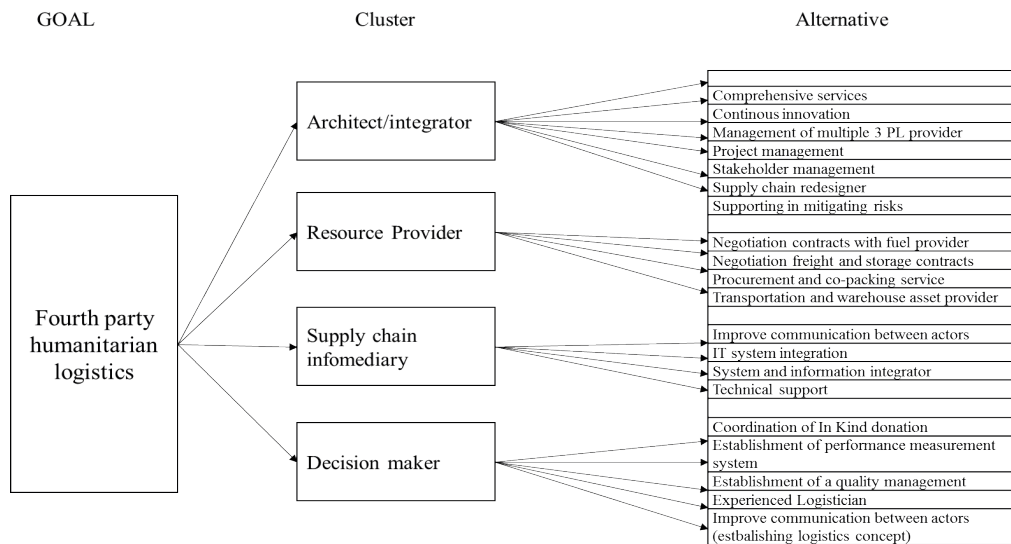 GOAL
Cluster
Alternative
Fourth party
humanitarian
logistics
Architect/integrator
Resource Provider
Supply chain
infomediary
Decision maker
Comprehensive services
Continous innovation
Management of multiple 3 PL provider
Project management
Stakeholder management
Supply chain redesigner
Supporting in mitigating risks
Negotiation contracts with fuel provider
Negotiation freight and storage contracts
Procurement and co-packing service
Transportation and warehouse asset provider
Improve communication between actors
IT system integration
System and information integrator
Technical support
Coordination of In Kind donation
Establishment of performance measurement
system
Establishment of a quality management
Experienced Logistician
Improve communication between actors
(estbalishing logistics concept)